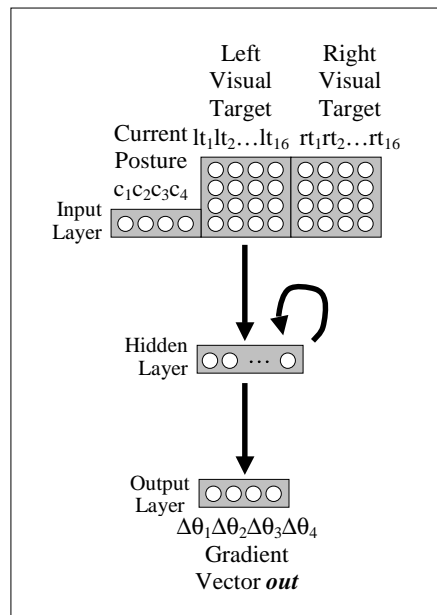 Left
Visual
Target
lt₁lt₂…lt₁₆
Right
Visual
Target
rt₁rt₂…rt₁₆
Current
Posture
c₁c₂c₃c₄
Input
Layer
Hidden
Layer
…
Output
Layer
Δθ₁Δθ₂Δθ₃Δθ₄
Gradient
Vector out